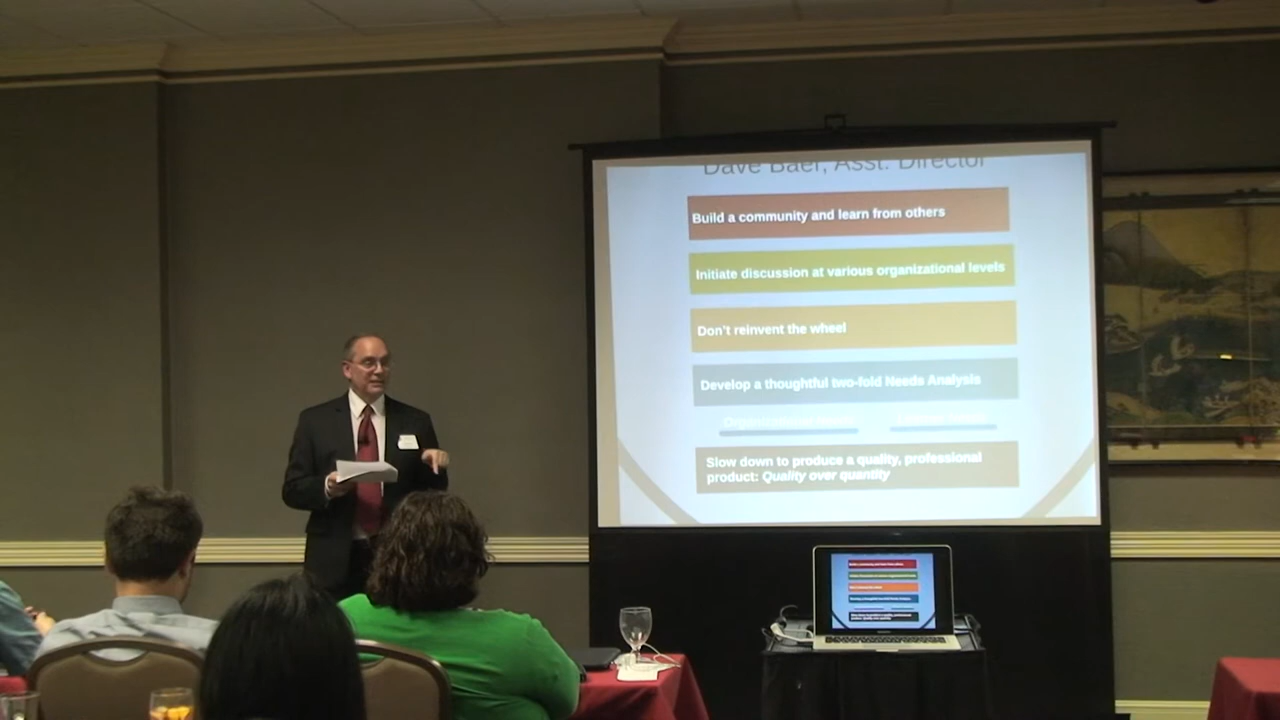 Dave Baer, Asst. Director
Build a community and learn from others
Initiate discussion at various organizational levels
Don't reinvent the wheel
Develop a thoughtful two-fold Needs Analysis
Slow down to produce a quality, professional
product: Quality over quantity